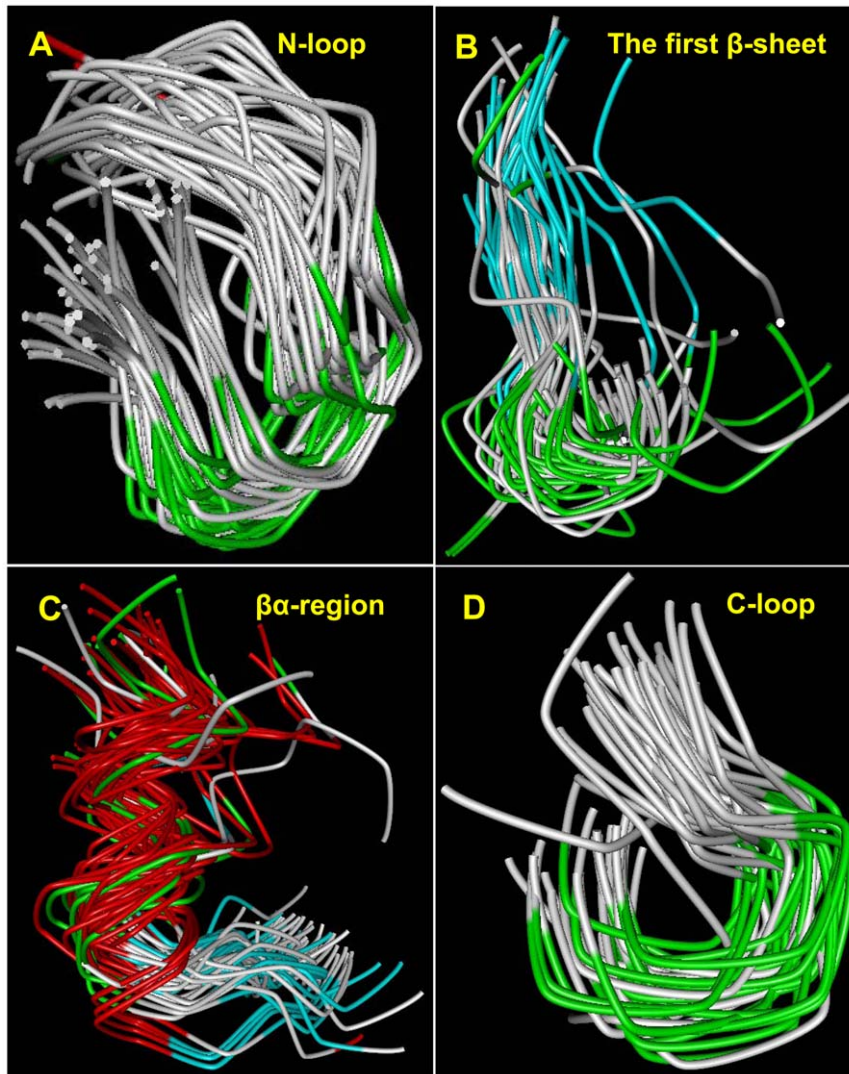 A
N-loop
B
The first β-sheet
C
βα-region
D
C-loop